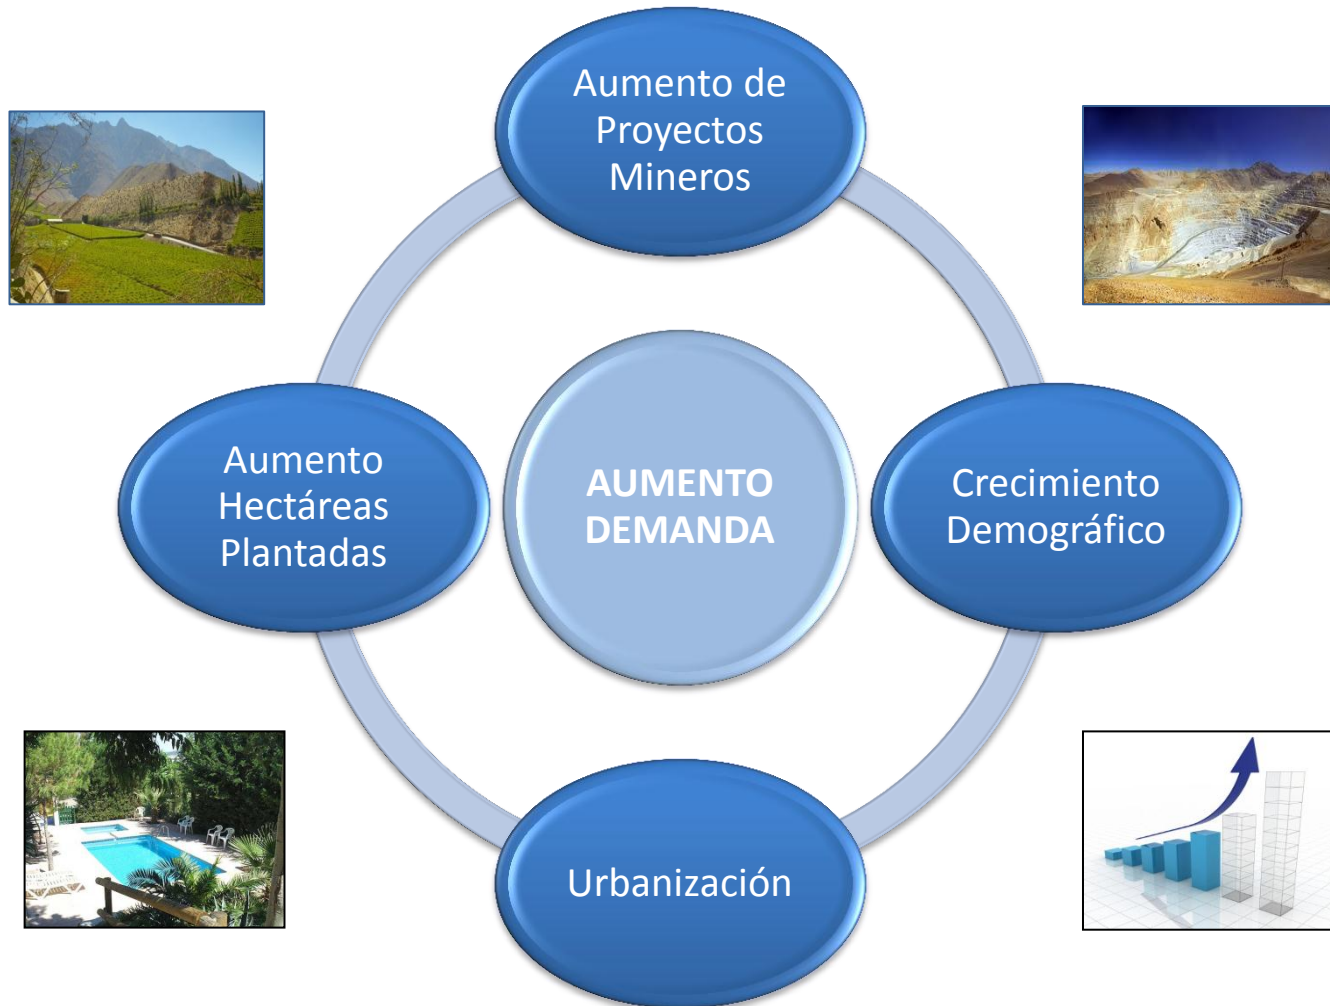 Aumento de
Proyectos
Mineros
Aumento
Hectáreas
Plantadas
AUMENTO
DEMANDA
Crecimiento
Demográfico
Urbanización